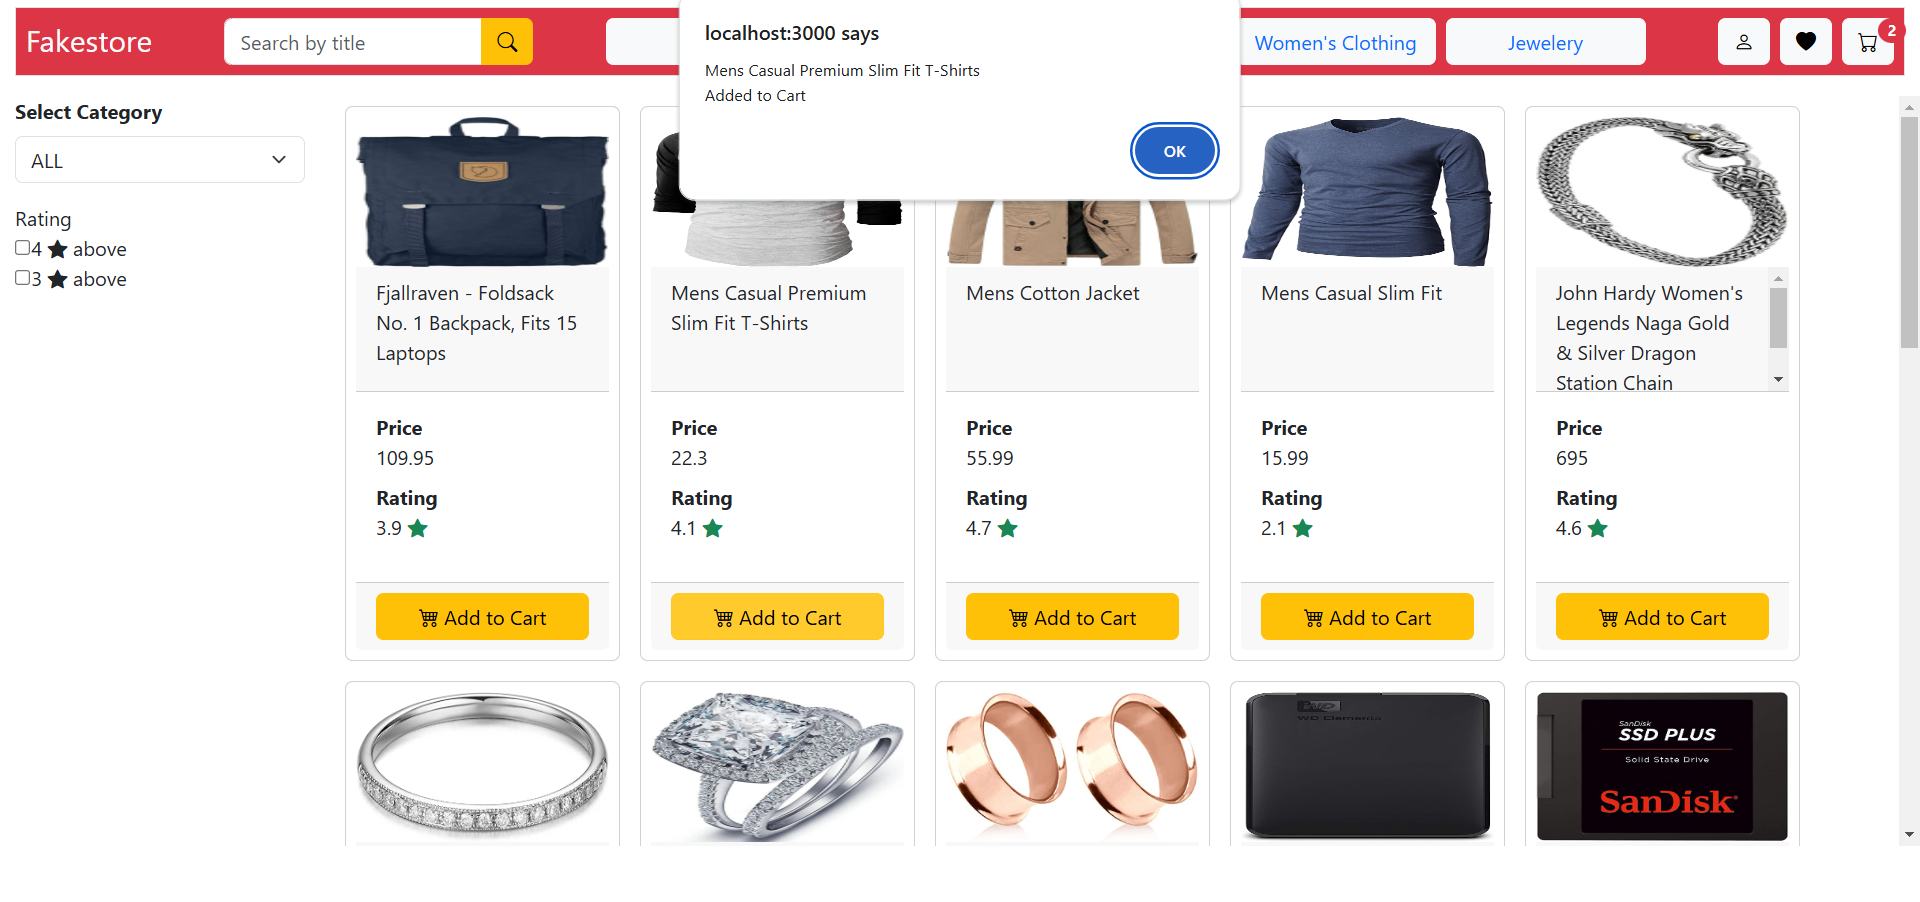 Fakestore
Search by title
Women's Clothing
Jewelery
2
localhost:3000 says
Mens Casual Premium Slim Fit T-Shirts
Added to Cart
OK
Select Category
ALL
Rating
4 above
3 above
Fjallraven - Foldsack
No. 1 Backpack, Fits 15
Laptops
Price
109.95
Rating
3.9
Add to Cart
Mens Casual Premium
Slim Fit T-Shirts
Price
22.3
Rating
4.1
Add to Cart
Mens Cotton Jacket
Price
55.99
Rating
4.7
Add to Cart
Mens Casual Slim Fit
Price
15.99
Rating
2.1
Add to Cart
John Hardy Women's
Legends Naga Gold
& Silver Dragon
Station Chain
Price
695
Rating
4.6
Add to Cart
WD
WD Elements
SanDisk
SSD PLUS
Solid State Drive
SanDisk